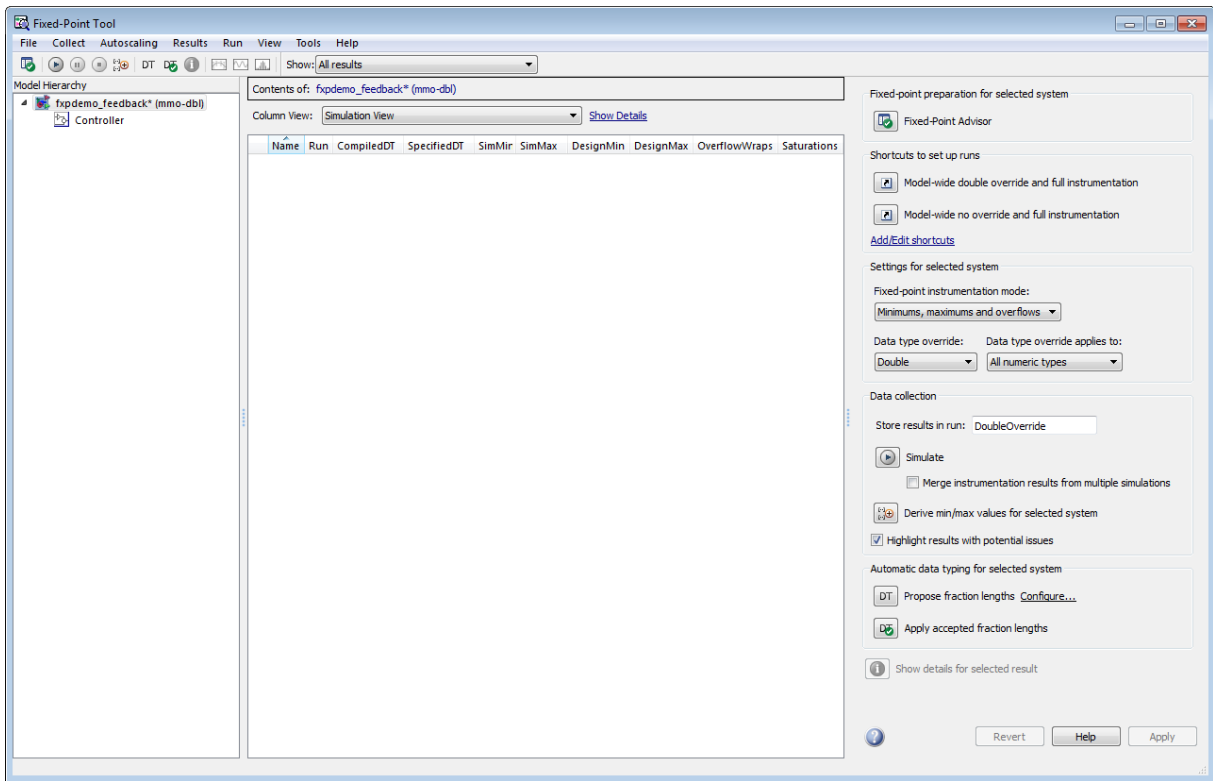 Fixed-Point Tool
File Collect Autoscaling Results Run View Tools Help
DT Show: All results
Model Hierarchy
fxpdemo_feedback* (mmo-dbl)
Controller
Contents of: fxpdemo_feedback* (mmo-dbl)
Column View: Simulation View Show Details
Name Run CompiledDT SpecifiedDT SimMin SimMax DesignMin DesignMax OverflowWraps Saturations
Fixed-point preparation for selected system
Fixed-Point Advisor
Shortcuts to set up runs
Model-wide double override and full instrumentation
Model-wide no override and full instrumentation
Add/Edit shortcuts
Settings for selected system
Fixed-point instrumentation mode:
Minimums, maximums and overflows
Data type override: Data type override applies to:
Double All numeric types
Data collection
Store results in run: DoubleOverride
Simulate
Merge instrumentation results from multiple simulations
Derive min/max values for selected system
Highlight results with potential issues
Automatic data typing for selected system
DT Propose fraction lengths Configure...
DT Apply accepted fraction lengths
Show details for selected result
Revert Help Apply